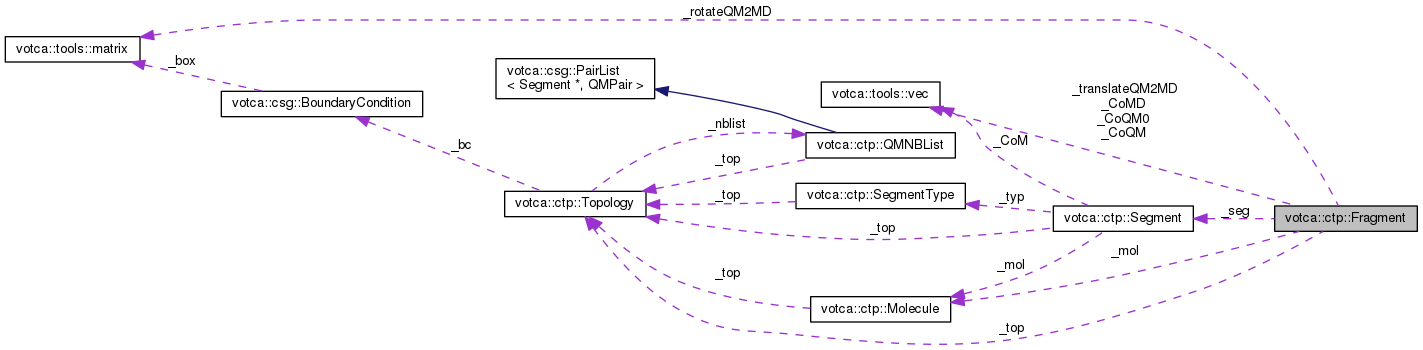 _rotateQM2MD
votca::tools::matrix
_box
votca::csg::PairList
< Segment *, QMPair >
votca::tools::vec
_translateQM2MD
_CoMD
_CoQM0
_CoQM
votca::csg::BoundaryCondition
_nblist
_bc
_CoM
votca::ctp::QMNBList
_top
votca::ctp::Topology
_top
votca::ctp::SegmentType
_typ
votca::ctp::Segment
_seg
votca::ctp::Fragment
_top
_mol
_mol
_top
votca::ctp::Molecule
_top